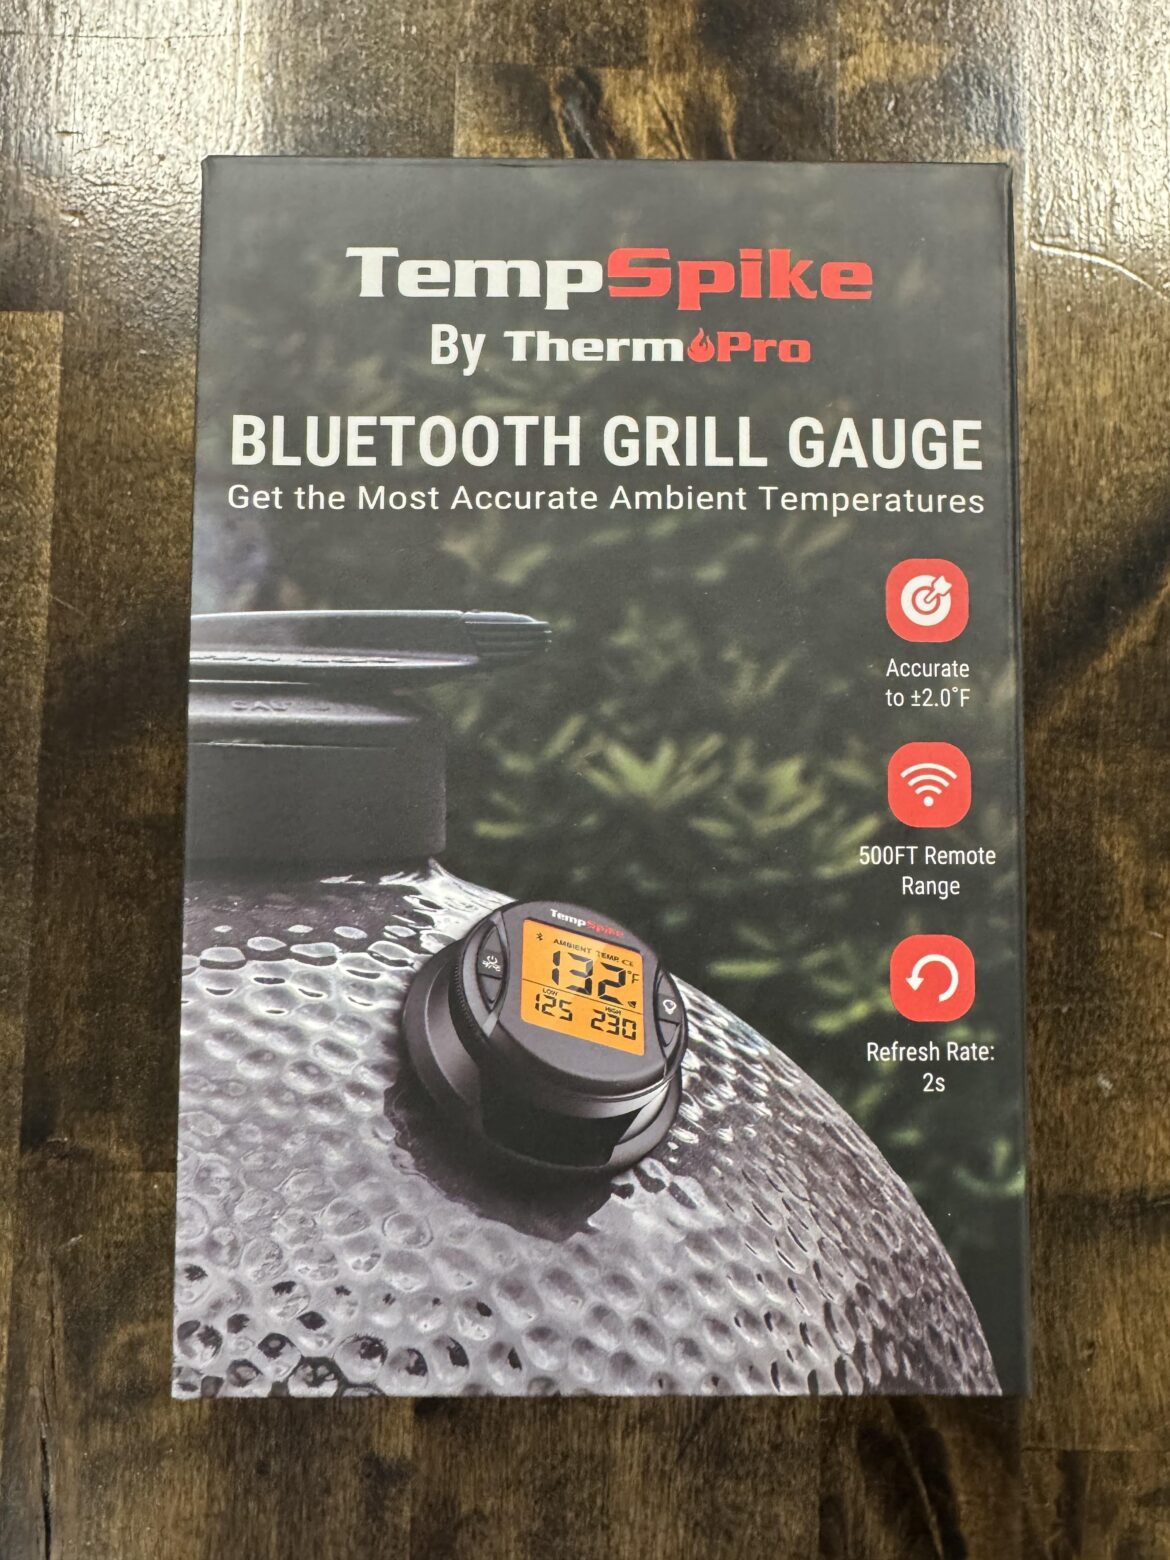 TempSpike
By ThermoPro
BLUETOOTH GRILL GAUGE
Get the Most Accurate Ambient Temperatures
Accurate
to ±2.0°F
500FT Remote
Range
Refresh Rate:
2s
TempSpike
AMBIENT TEMP
132°F
LOW
HIGH
125
230